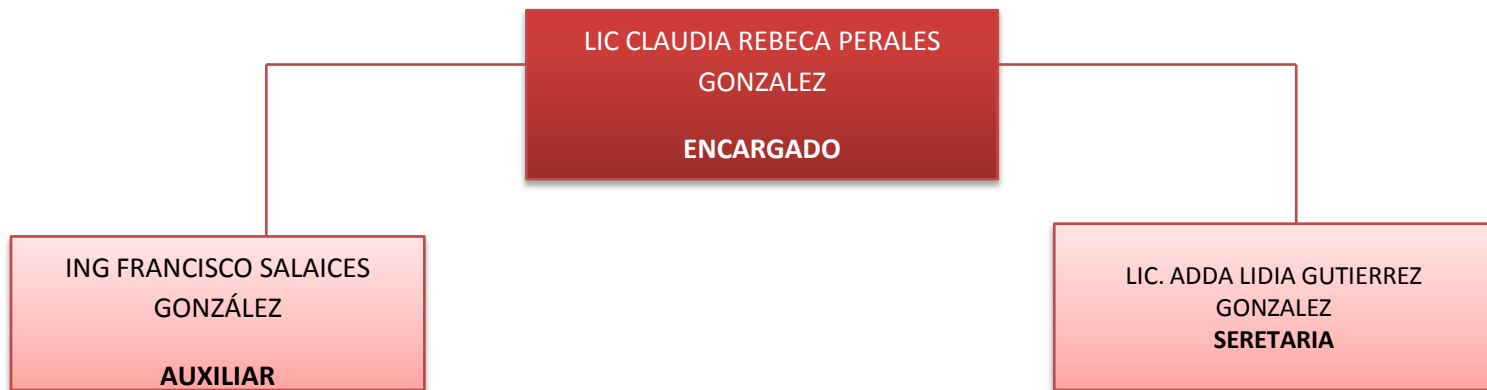 LIC CLAUDIA REBECA PERALES
GONZALEZ
ENCARGADO
ING FRANCISCO SALAICES
GONZÁLEZ
AUXILIAR
LIC. ADDA LIDIA GUTIERREZ
GONZALEZ
SERETARIA